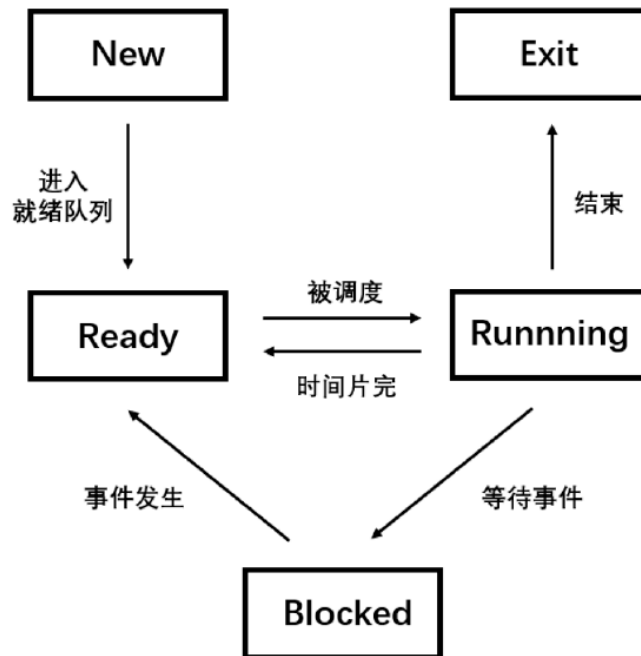 New
Exit
进入
就绪队列
结束
被调度
Ready
Runnning
时间片完
事件发生
等待事件
Blocked